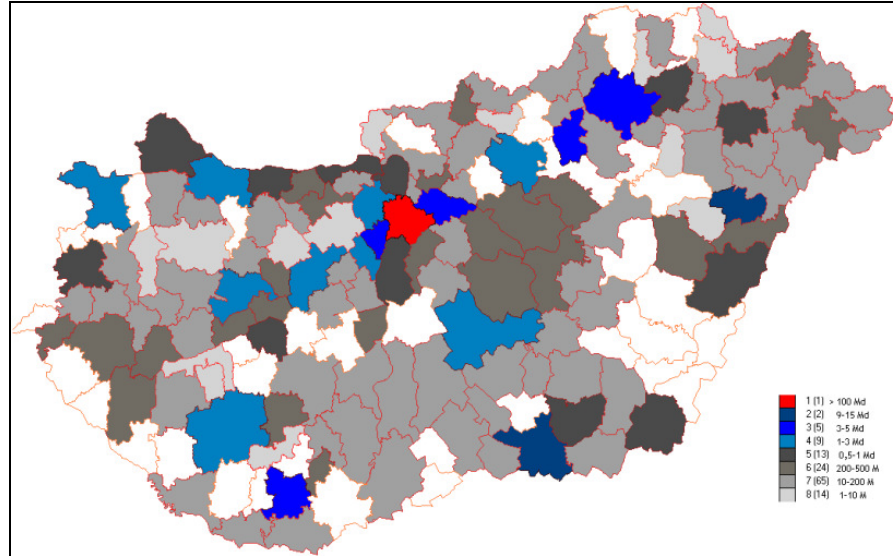 1 (1) > 100 Md
2 (2) 9-15 Md
3 (5) 3-5 Md
4 (9) 1-3 Md
5 (13) 0,5-1 Md
6 (24) 200-500 M
7 (65) 10-200 M
8 (14) 1-10 M